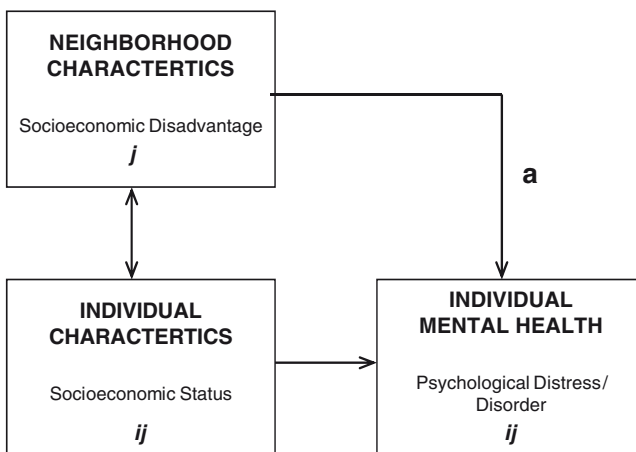 NEIGHBORHOOD
CHARACTERTICS
Socioeconomic Disadvantage
j
a
INDIVIDUAL
CHARACTERTICS
Socioeconomic Status
ij
INDIVIDUAL
MENTAL HEALTH
Psychological Distress/
Disorder
ij